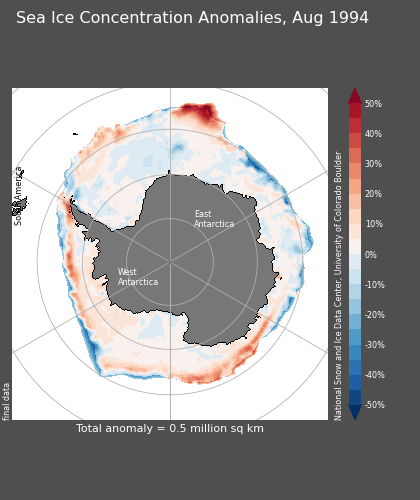 Sea Ice Concentration Anomalies, Aug 1994
South America
East
Antarctica
West
Antarctica
50%
40%
30%
20%
10%
0%
-10%
-20%
-30%
-40%
-50%
National Snow and Ice Data Center, University of Colorado Boulder
final data
Total anomaly = 0.5 million sq km